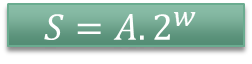 S = A. 2^w